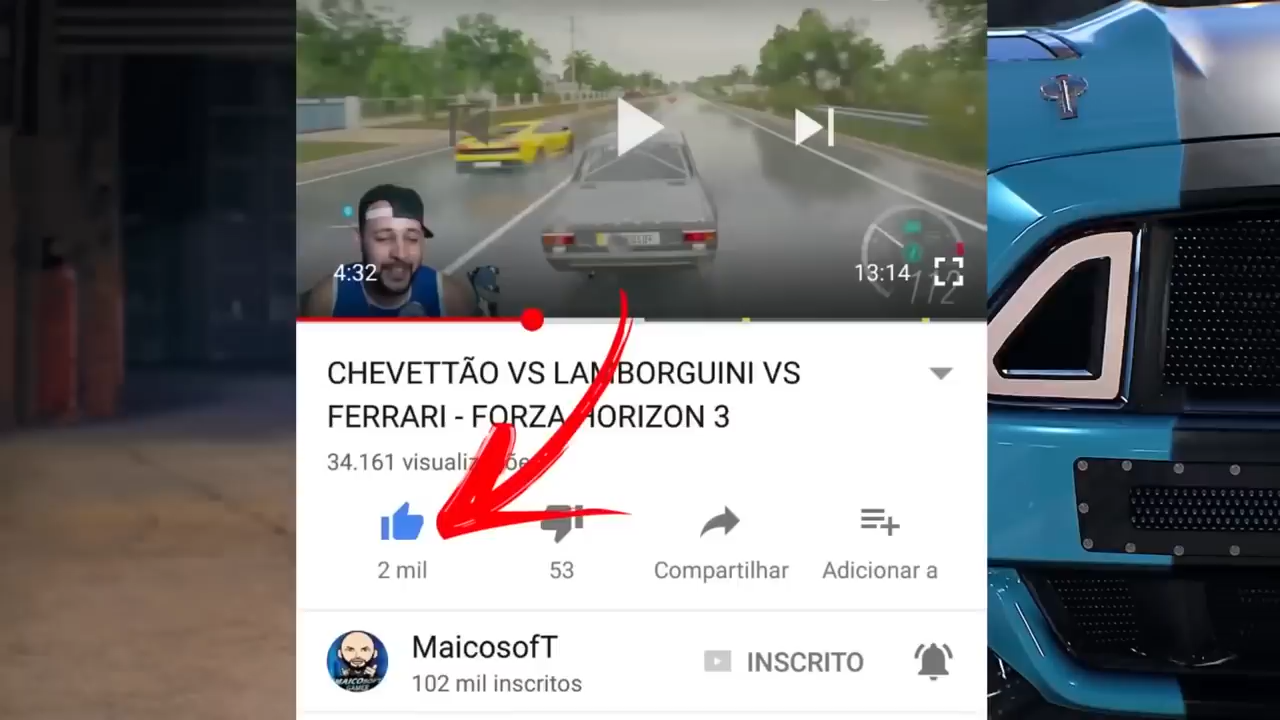 4:32
13:14
112
CHEVETTÃO VS LAMBORGUINI VS
FERRARI - FORZA HORIZON 3
34.161 visualizações
2 mil
53
Compartilhar
Adicionar a
MaicosofT
102 mil inscritos
INSCRITO